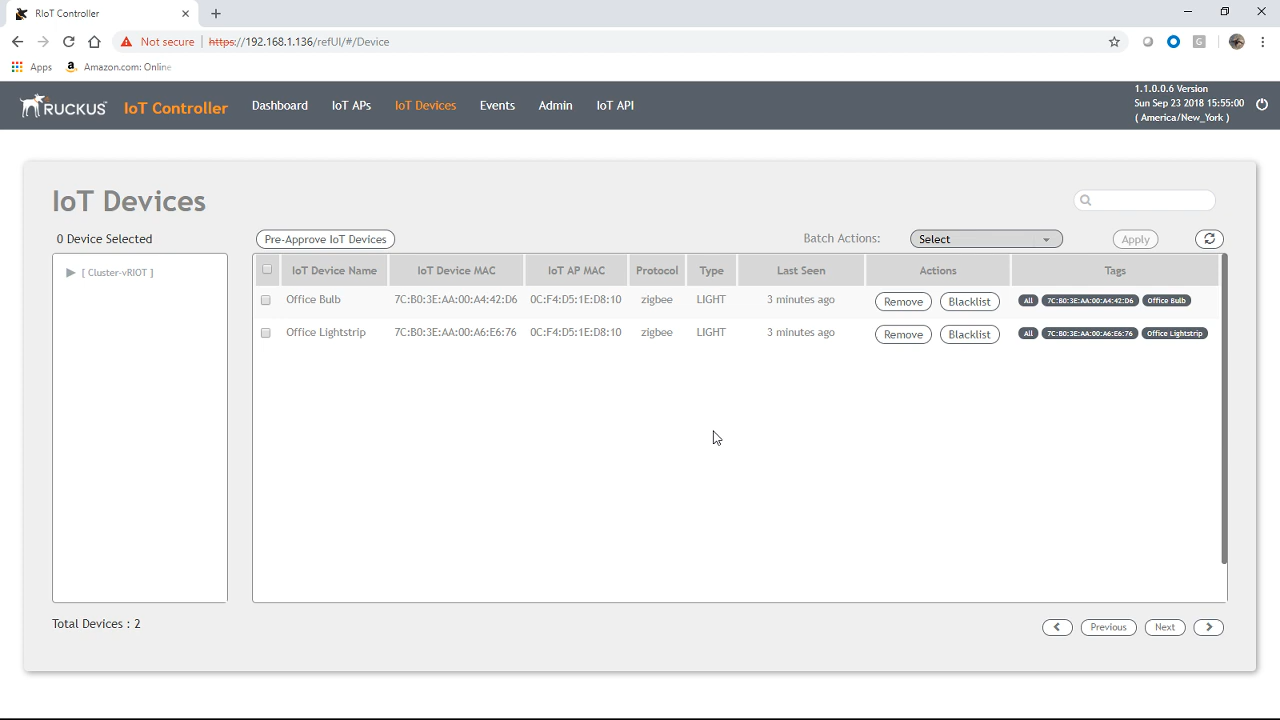 RIoT Controller
Not secure | https://192.168.1.136/refUI/#/Device
Apps Amazon.com: Online
RUCKUS IoT Controller Dashboard IoT APs IoT Devices Events Admin IoT API
1.1.0.0.6 Version
Sun Sep 23 2018 15:55:00
( America/New_York )
IoT Devices
0 Device Selected Pre-Approve IoT Devices Batch Actions: Select Apply
[ Cluster-vRIOT ]
IoT Device Name IoT Device MAC IoT AP MAC Protocol Type Last Seen Actions Tags
Office Bulb 7C:B0:3E:AA:00:A4:42:D6 0C:F4:D5:1E:D8:10 zigbee LIGHT 3 minutes ago Remove Blacklist All 7C:B0:3E:AA:00:A4:42:D6 Office Bulb
Office Lightstrip 7C:B0:3E:AA:00:A6:E6:76 0C:F4:D5:1E:D8:10 zigbee LIGHT 3 minutes ago Remove Blacklist All 7C:B0:3E:AA:00:A6:E6:76 Office Lightstrip
Total Devices : 2
Previous Next